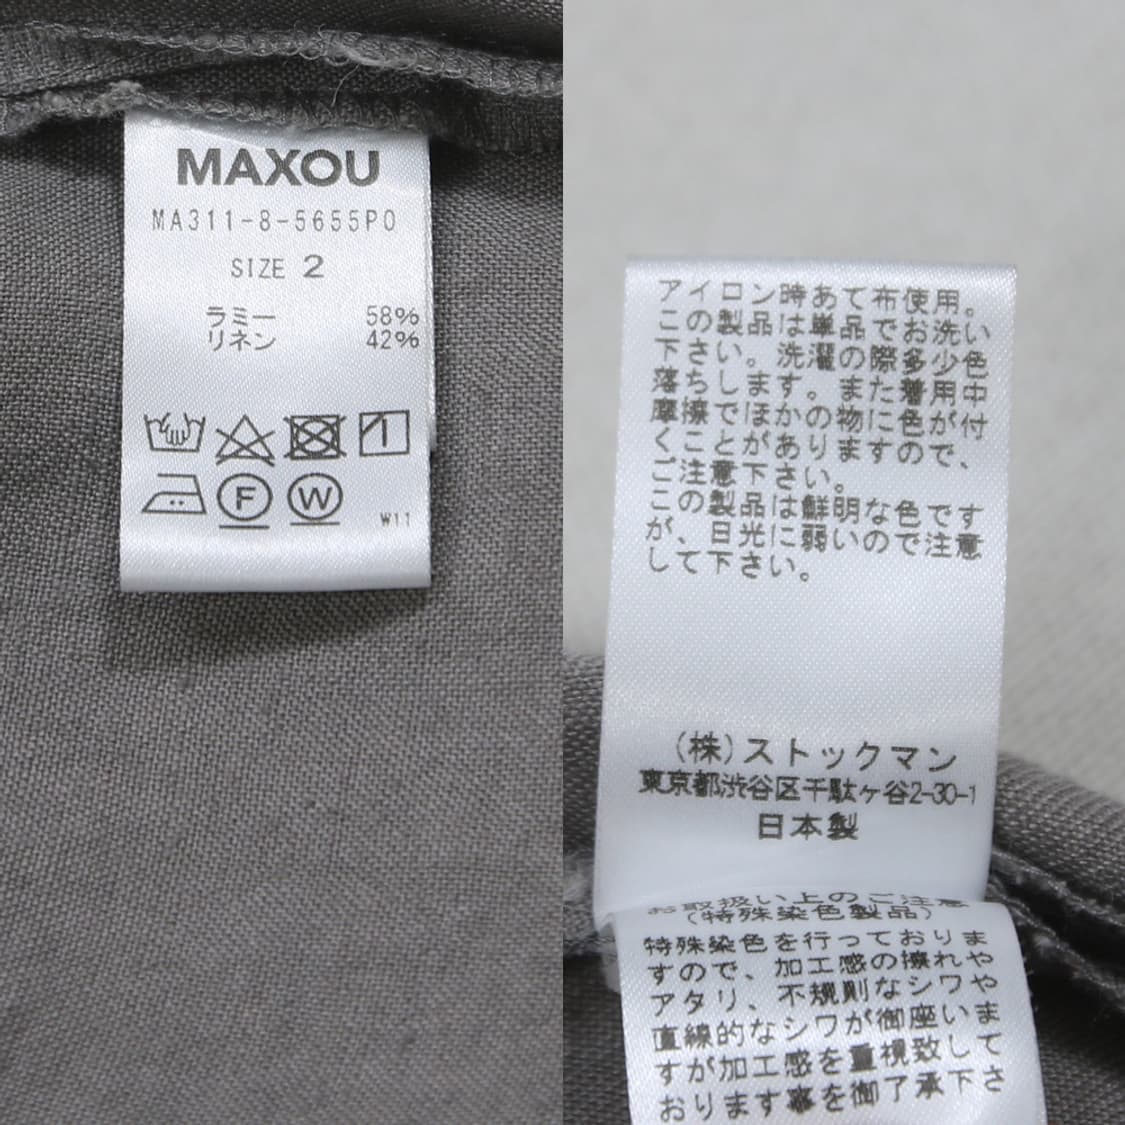 MAXOU
MA311-8-5655PO
SIZE 2
ラミー 58%
リネン 42%
F W
W11
アイロン時あて布使用。
この製品は単品でお洗い
下さい。洗濯の際多少色
落ちします。また着用中
摩擦でほかの物に色が付
くことがありますので、
ご注意下さい。
この製品は鮮明な色です
が、日光に弱いので注意
して下さい。
(株)ストックマン
東京都渋谷区千駄ヶ谷2-30-1
日本製
お取扱い上のご注意
(特殊染色製品)
特殊染色を行っておりま
すので、加工感の擦れや
アタリ、不規則なシワや
直線的なシワが御座いま
すが加工感を重視致して
おります事を御了承下さ